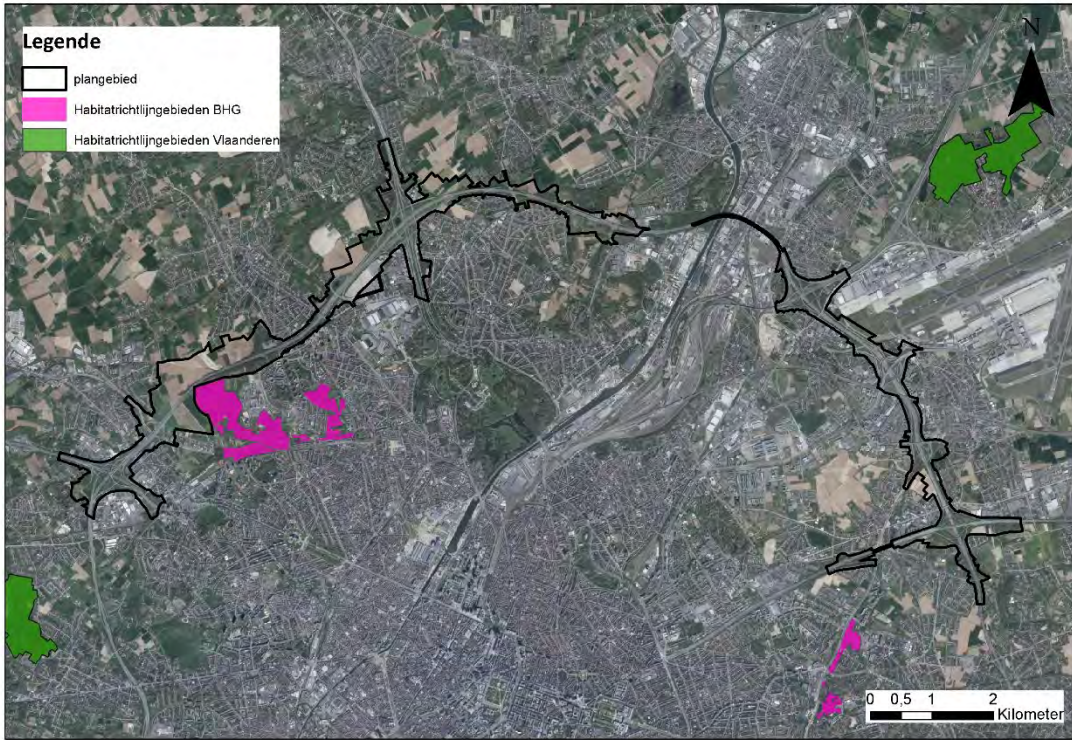 Legende
plangebied
Habitatrichtlijngebieden BHG
Habitatrichtlijngebieden Vlaanderen
N
0 0,5 1 2
Kilometer